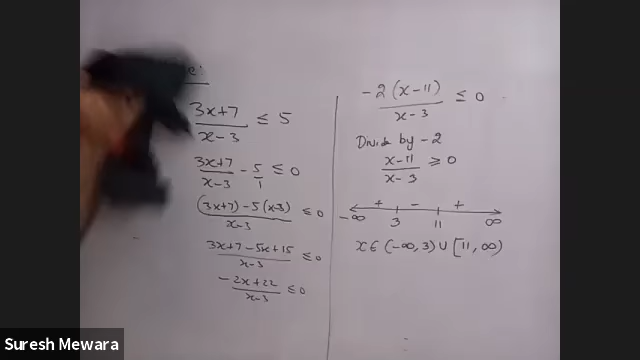 3x+7/x-3 ≤ 5
3x+7/x-3 - 5/1 ≤ 0
(3x+7)-5(x-3)/x-3 ≤ 0
3x+7-5x+15/x-3 ≤ 0
-2x+22/x-3 ≤ 0
-2(x-11)/x-3 ≤ 0
Divide by -2
x-11/x-3 ≥ 0
+ - +
-∞ 3 11 ∞
x ∈ (-∞, 3) ∪ [11, ∞)
Suresh Mewara